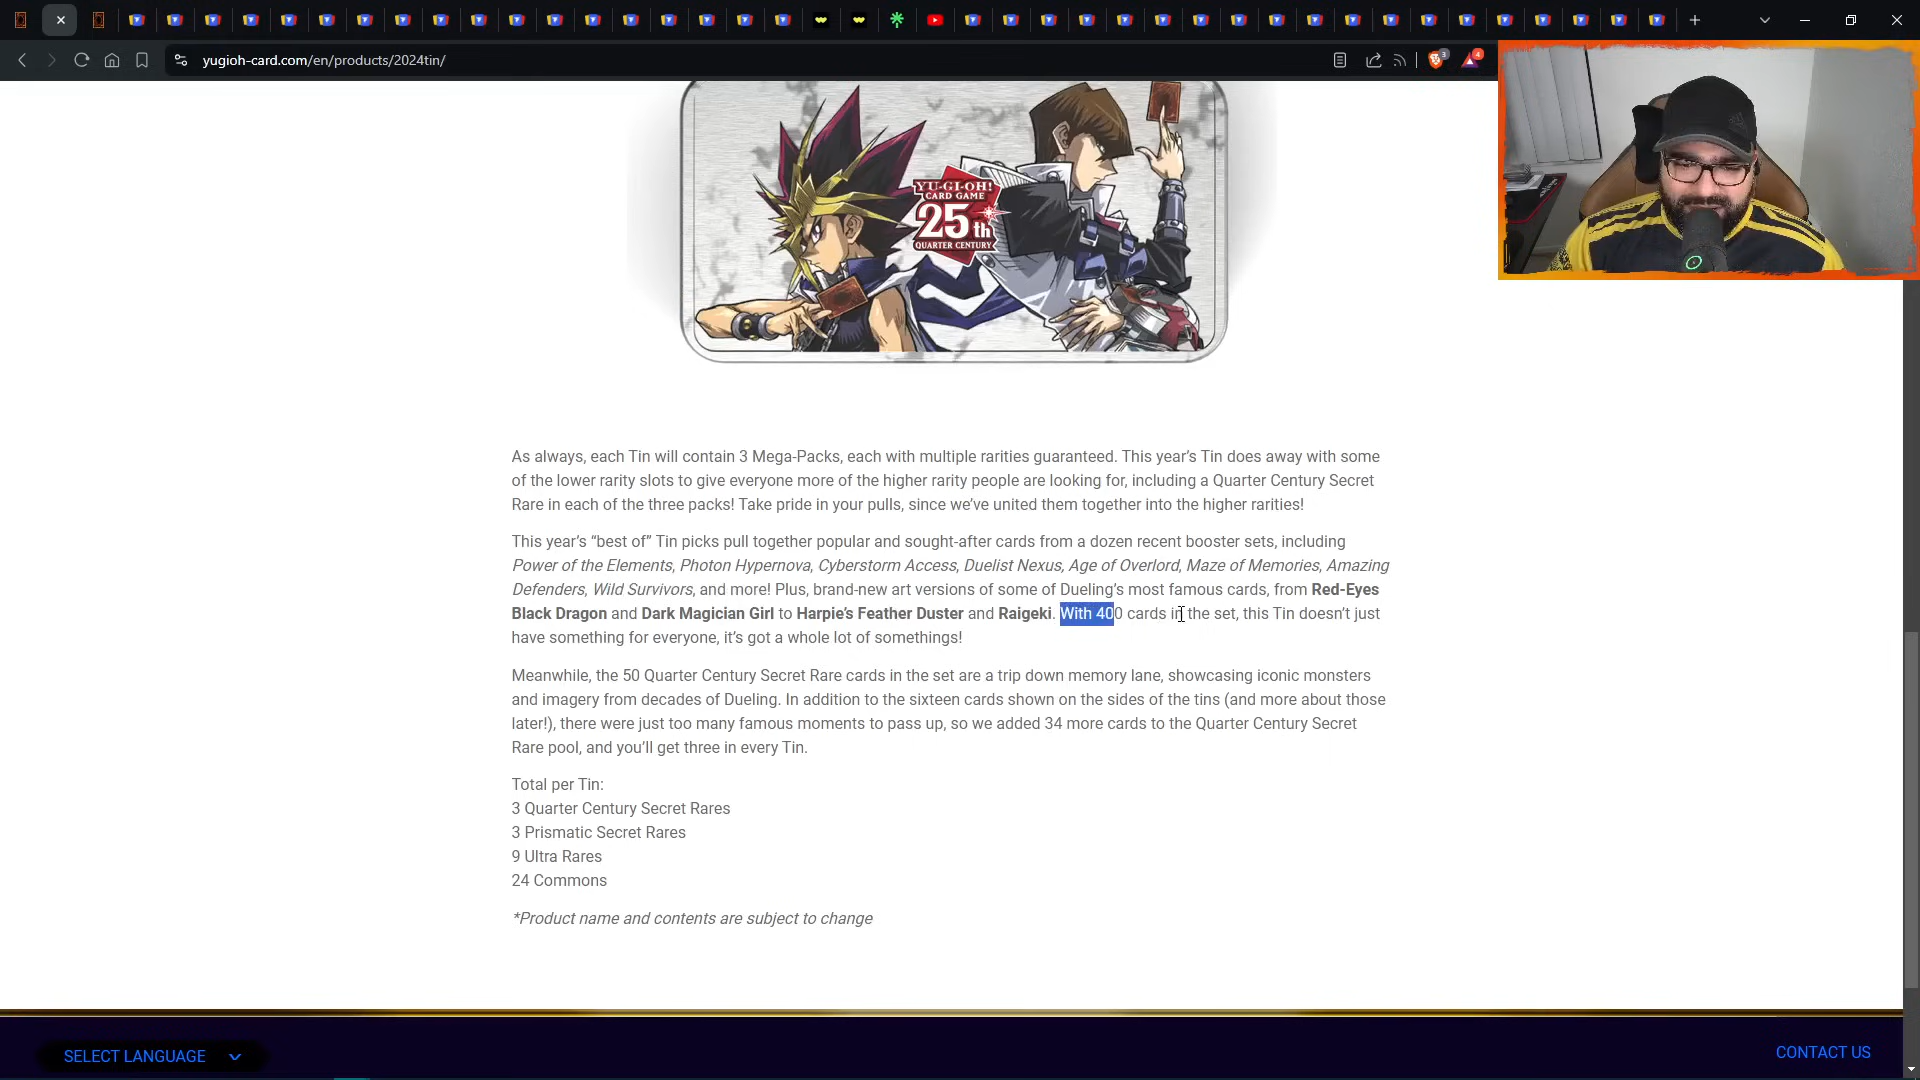 yugioh-card.com/en/products/2024tin/
3
4
YU-GI-OH!
CARD GAME
25th
QUARTER CENTURY
As always, each Tin will contain 3 Mega-Packs, each with multiple rarities guaranteed. This year’s Tin does away with some
of the lower rarity slots to give everyone more of the higher rarity people are looking for, including a Quarter Century Secret
Rare in each of the three packs! Take pride in your pulls, since we’ve united them together into the higher rarities!
This year’s “best of” Tin picks pull together popular and sought-after cards from a dozen recent booster sets, including
Power of the Elements, Photon Hypernova, Cyberstorm Access, Duelist Nexus, Age of Overlord, Maze of Memories, Amazing
Defenders, Wild Survivors, and more! Plus, brand-new art versions of some of Dueling’s most famous cards, from Red-Eyes
Black Dragon and Dark Magician Girl to Harpie’s Feather Duster and Raigeki. With 400 cards in the set, this Tin doesn’t just
have something for everyone, it’s got a whole lot of somethings!
Meanwhile, the 50 Quarter Century Secret Rare cards in the set are a trip down memory lane, showcasing iconic monsters
and imagery from decades of Dueling. In addition to the sixteen cards shown on the sides of the tins (and more about those
later!), there were just too many famous moments to pass up, so we added 34 more cards to the Quarter Century Secret
Rare pool, and you’ll get three in every Tin.
Total per Tin:
3 Quarter Century Secret Rares
3 Prismatic Secret Rares
9 Ultra Rares
24 Commons
*Product name and contents are subject to change
SELECT LANGUAGE
CONTACT US